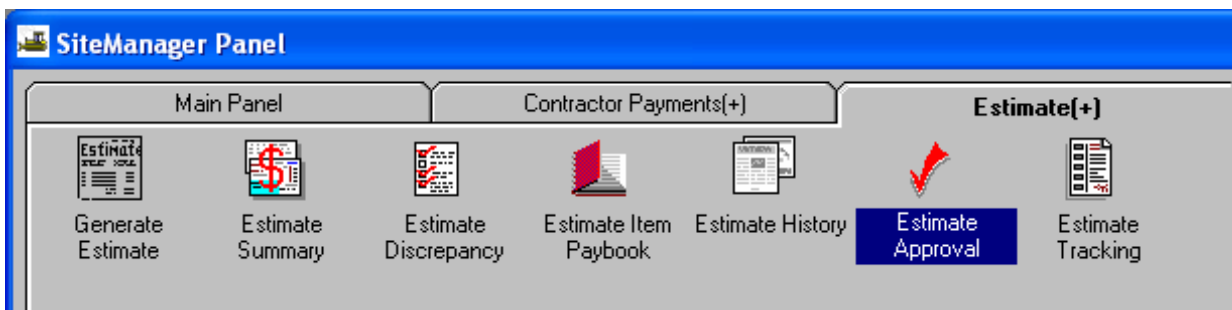 SiteManager Panel
Main Panel
Contractor Payments(+)
Estimate(+)
Estimate
Generate
Estimate
Estimate
Summary
Estimate
Discrepancy
Estimate Item
Paybook
Estimate History
Estimate
Approval
Estimate
Tracking